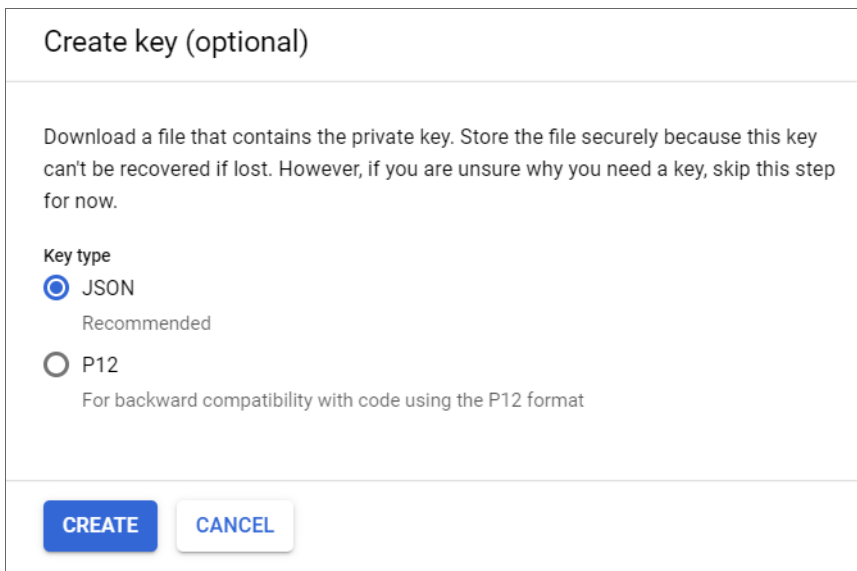 Create key (optional)
Download a file that contains the private key. Store the file securely because this key
can't be recovered if lost. However, if you are unsure why you need a key, skip this step
for now.
Key type
JSON
Recommended
P12
For backward compatibility with code using the P12 format
CREATE CANCEL